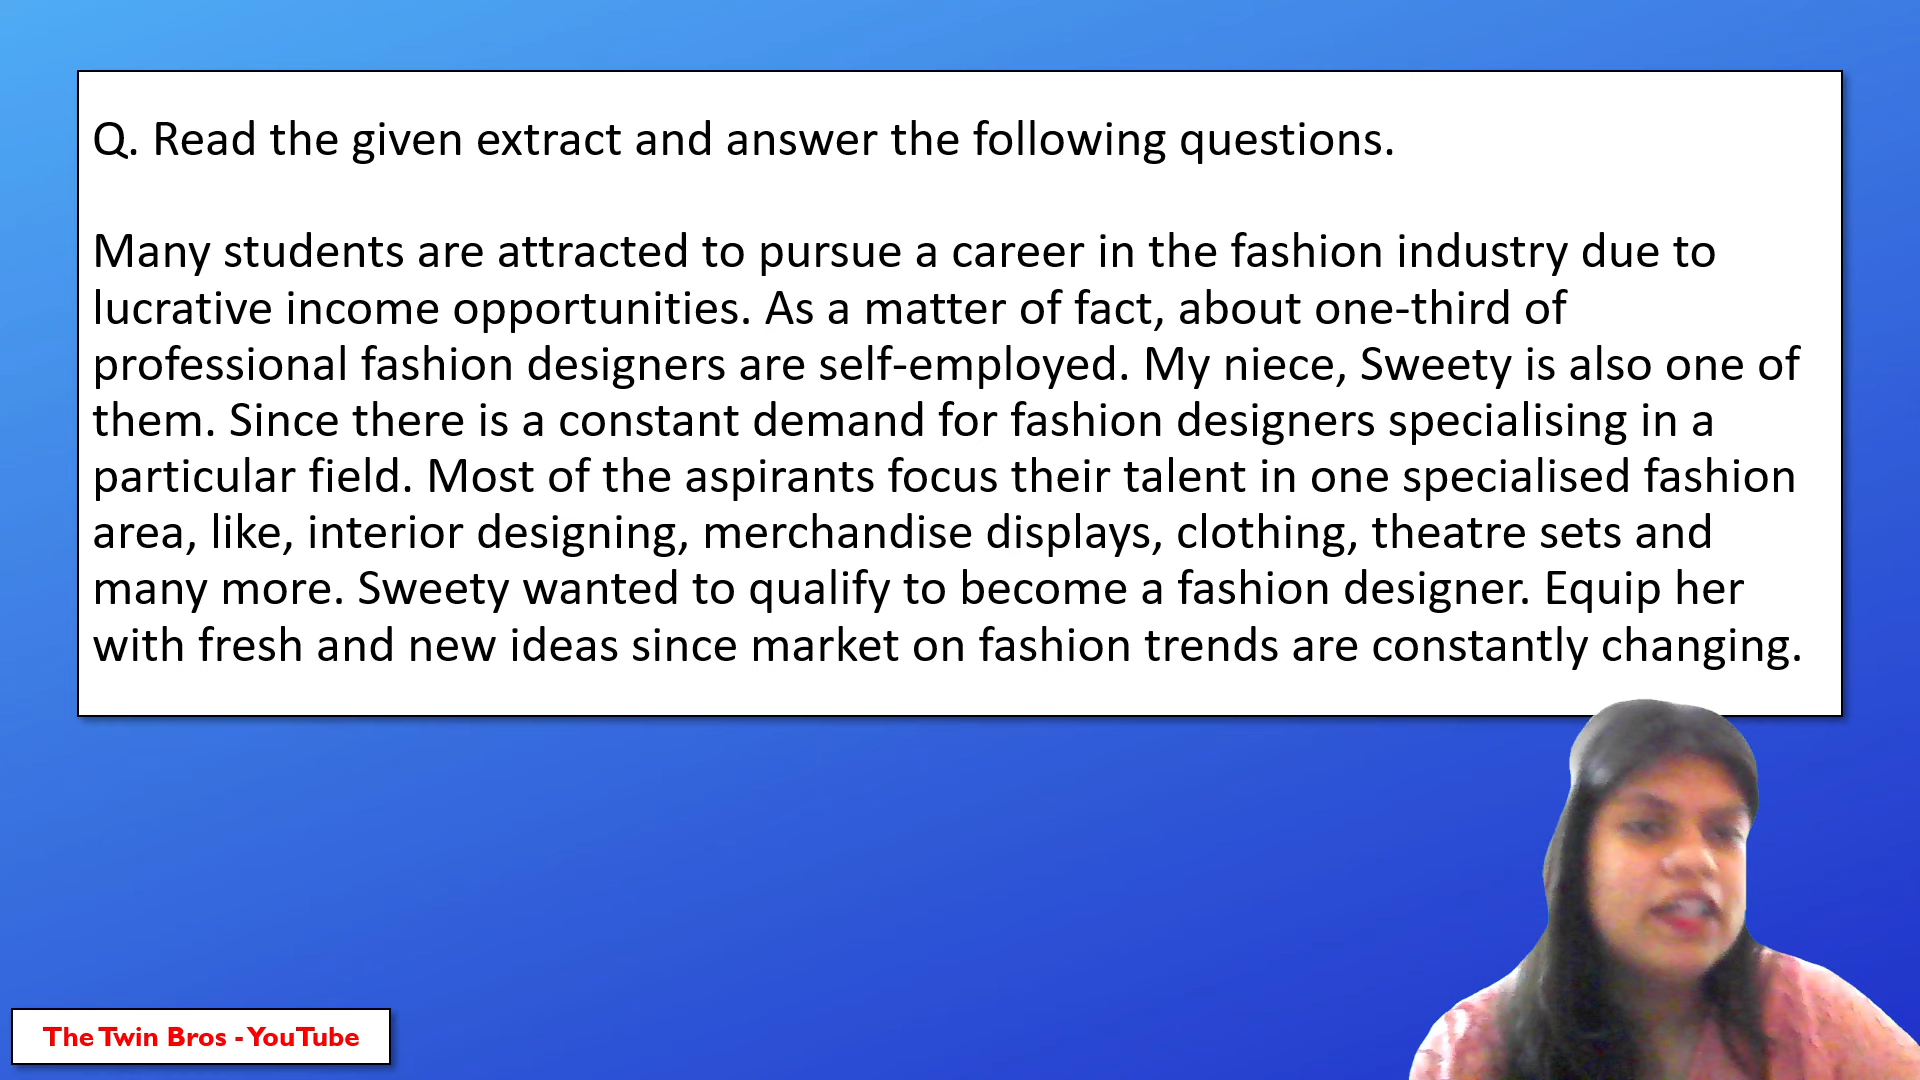 Q. Read the given extract and answer the following questions.
Many students are attracted to pursue a career in the fashion industry due to
lucrative income opportunities. As a matter of fact, about one-third of
professional fashion designers are self-employed. My niece, Sweety is also one of
them. Since there is a constant demand for fashion designers specialising in a
particular field. Most of the aspirants focus their talent in one specialised fashion
area, like, interior designing, merchandise displays, clothing, theatre sets and
many more. Sweety wanted to qualify to become a fashion designer. Equip her
with fresh and new ideas since market on fashion trends are constantly changing.
The Twin Bros - YouTube